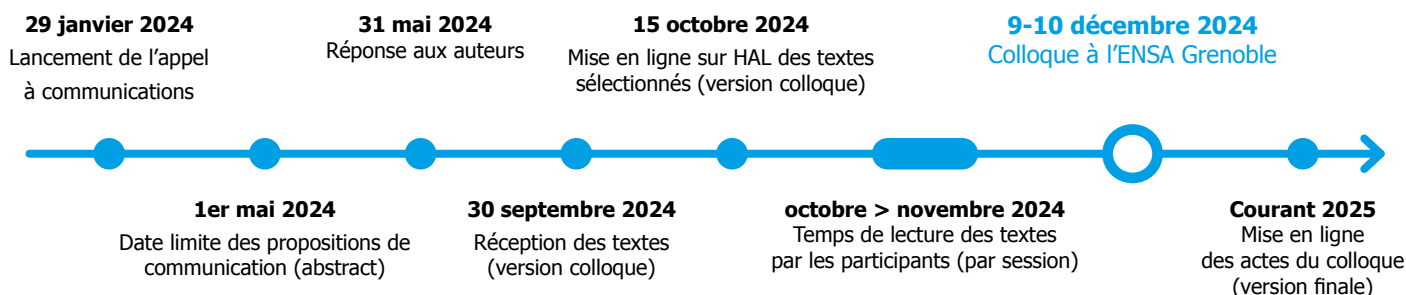 29 janvier 2024
Lancement de l’appel
à communications
31 mai 2024
Réponse aux auteurs
15 octobre 2024
Mise en ligne sur HAL des textes
sélectionnés (version colloque)
9-10 décembre 2024
Colloque à l’ENSA Grenoble
1er mai 2024
Date limite des propositions de
communication (abstract)
30 septembre 2024
Réception des textes
(version colloque)
octobre > novembre 2024
Temps de lecture des textes
par les participants (par session)
Courant 2025
Mise en ligne
des actes du colloque
(version finale)